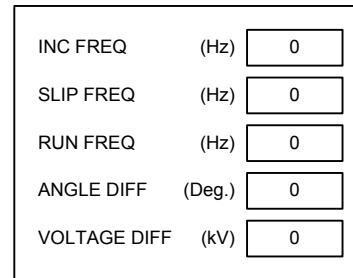 INC FREQ (Hz) 0
SLIP FREQ (Hz) 0
RUN FREQ (Hz) 0
ANGLE DIFF (Deg.) 0
VOLTAGE DIFF (kV) 0